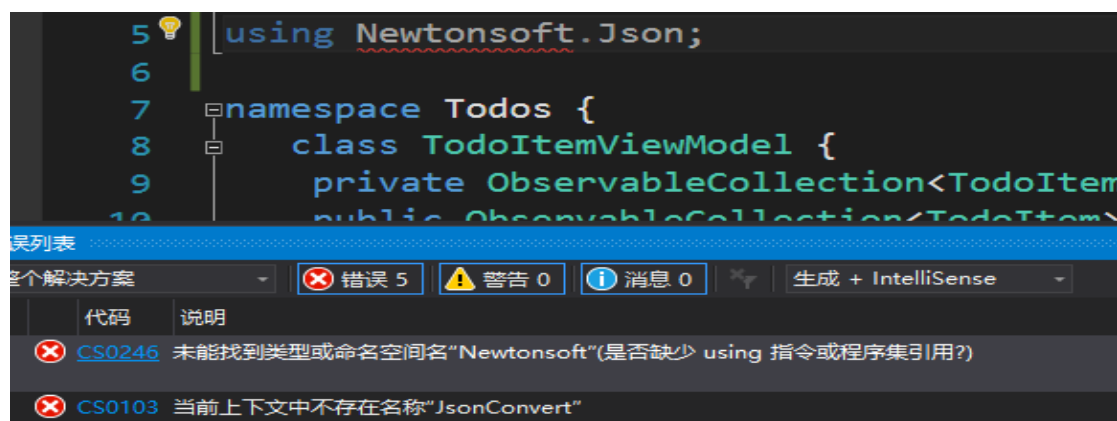 5 using Newtonsoft.Json;
6
7 namespace Todos {
8 class TodoItemViewModel {
9 private ObservableCollection<TodoItem
10 public ObservableCollection<TodoItem>
误列表
整个解决方案 错误 5 警告 0 消息 0 生成 + IntelliSense
代码 说明
CS0246 未能找到类型或命名空间名"Newtonsoft"(是否缺少 using 指令或程序集引用?)
CS0103 当前上下文中不存在名称"JsonConvert"